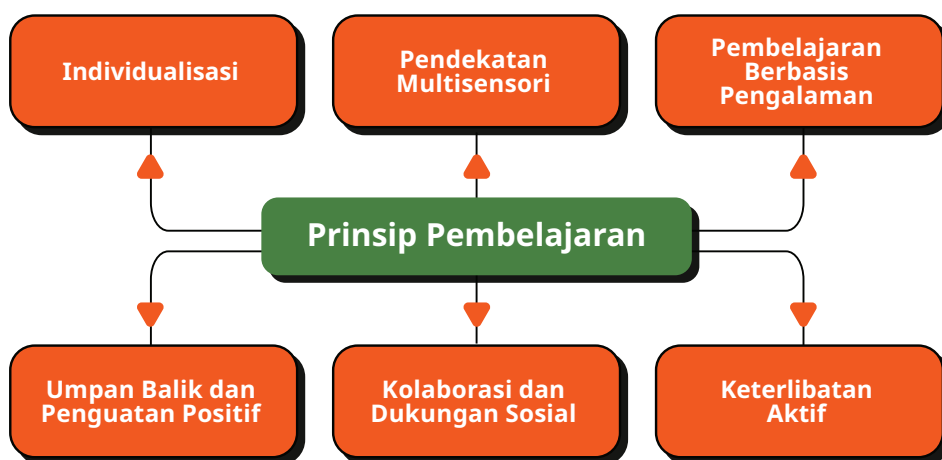 Individualisasi
Pendekatan
Multisensori
Pembelajaran
Berbasis
Pengalaman
Prinsip Pembelajaran
Umpan Balik dan
Penguatan Positif
Kolaborasi dan
Dukungan Sosial
Keterlibatan
Aktif